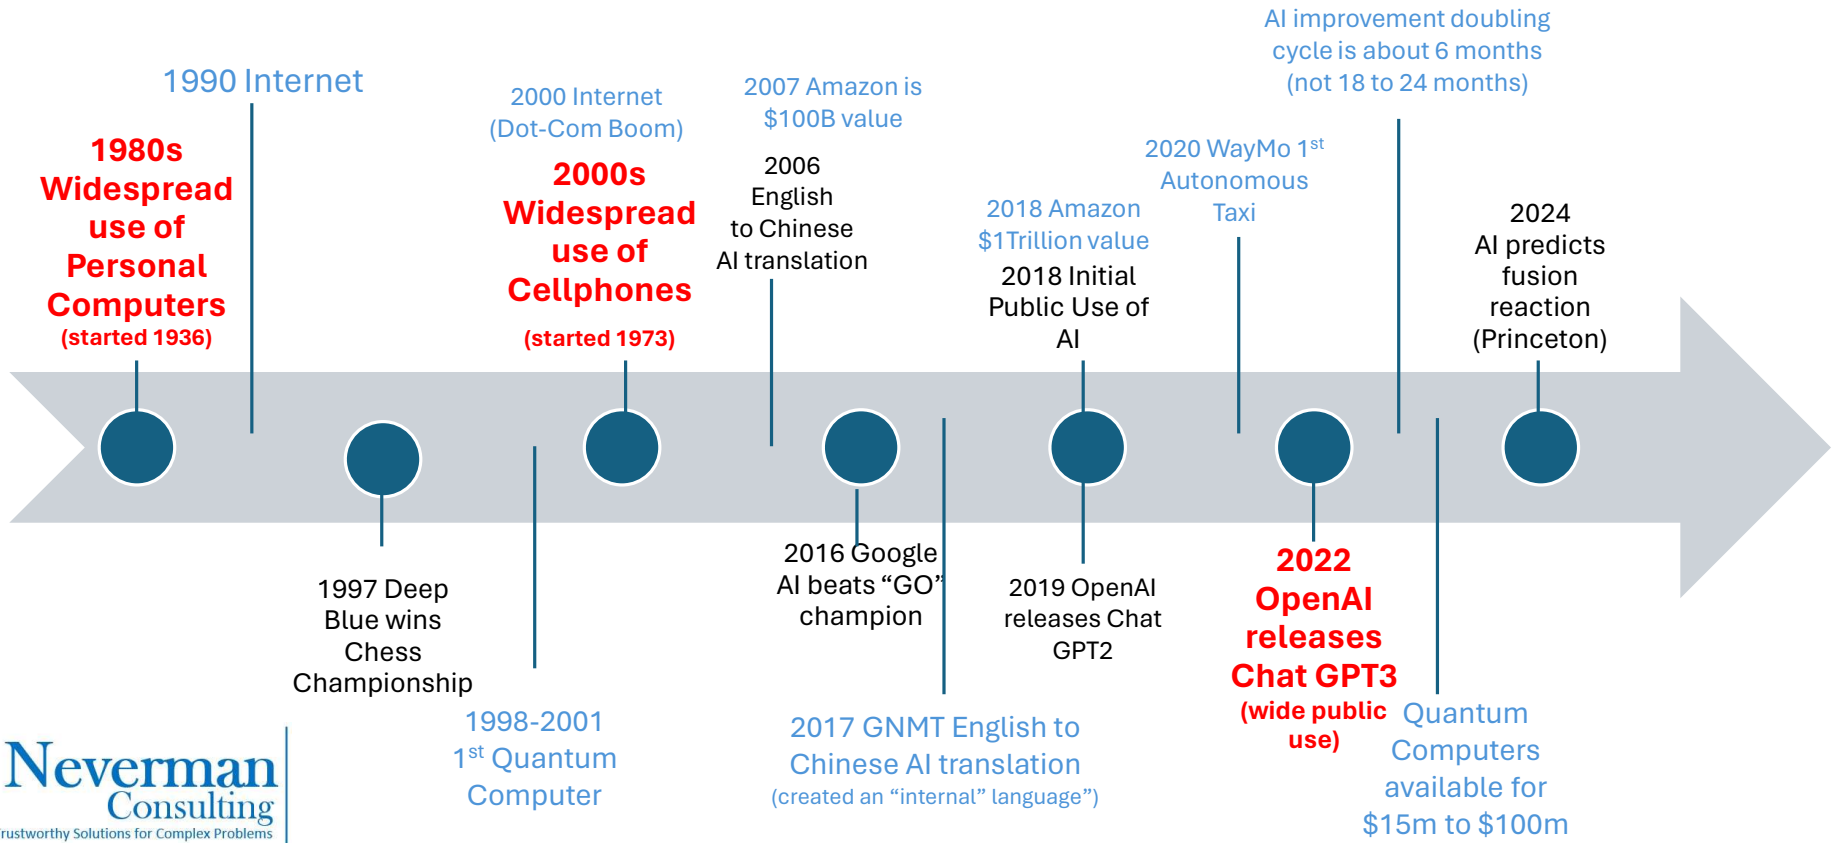 1990 Internet
1980s
Widespread
use of
Personal
Computers
(started 1936)
1997 Deep
Blue wins
Chess
Championship
2000 Internet
(Dot-Com Boom)
2000s
Widespread
use of
Cellphones
(started 1973)
1998-2001
1st Quantum
Computer
2007 Amazon is
$100B value
2006
English
to Chinese
AI translation
2016 Google
AI beats “GO”
champion
2017 GNMT English to
Chinese AI translation
(created an “internal” language”)
2018 Amazon
$1Trillion value
2018 Initial
Public Use of
AI
2019 OpenAI
releases Chat
GPT2
2020 WayMo 1st
Autonomous
Taxi
2022
OpenAI
releases
Chat GPT3
(wide public
use)
AI improvement doubling
cycle is about 6 months
(not 18 to 24 months)
Quantum
Computers
available for
$15m to $100m
2024
AI predicts
fusion
reaction
(Princeton)
Neverman
Consulting
rustworthy Solutions for Complex Problems